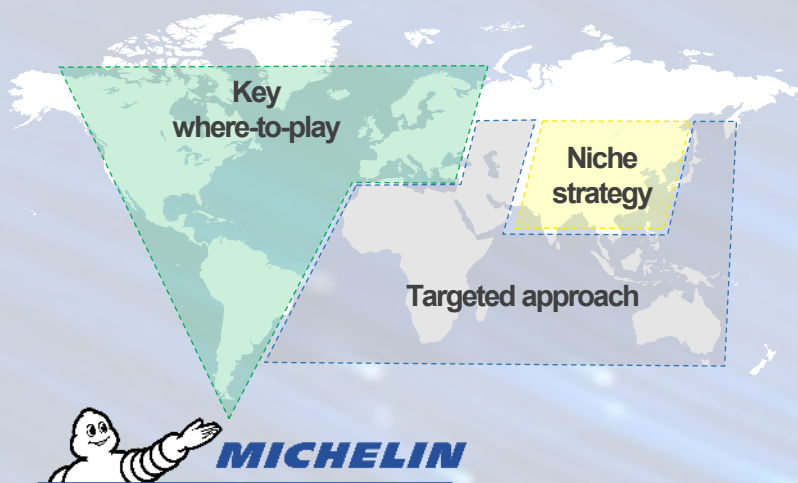 Key
where-to-play
Niche
strategy
Targeted approach
MICHELIN